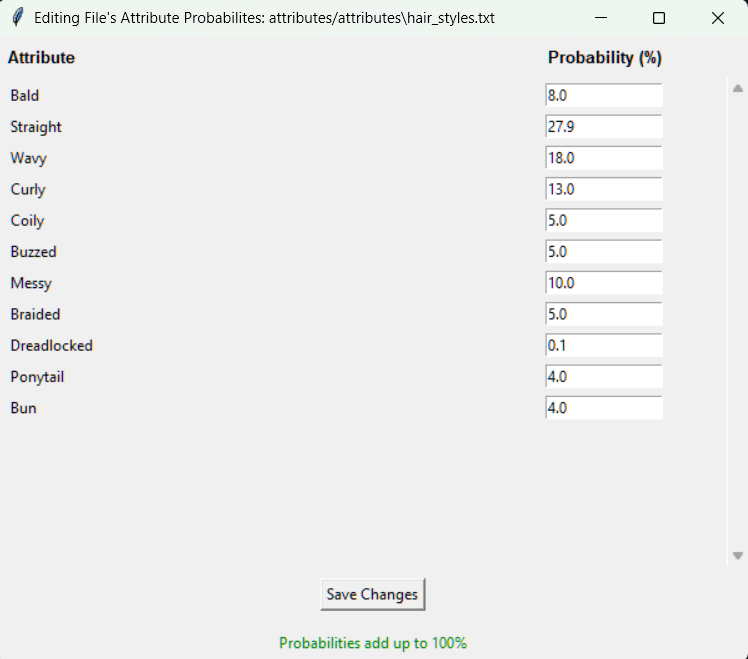 Editing File's Attribute Probabilites: attributes/attributes\hair_styles.txt
Attribute Probability (%)
Bald 8.0
Straight 27.9
Wavy 18.0
Curly 13.0
Coily 5.0
Buzzed 5.0
Messy 10.0
Braided 5.0
Dreadlocked 0.1
Ponytail 4.0
Bun 4.0
Save Changes
Probabilities add up to 100%